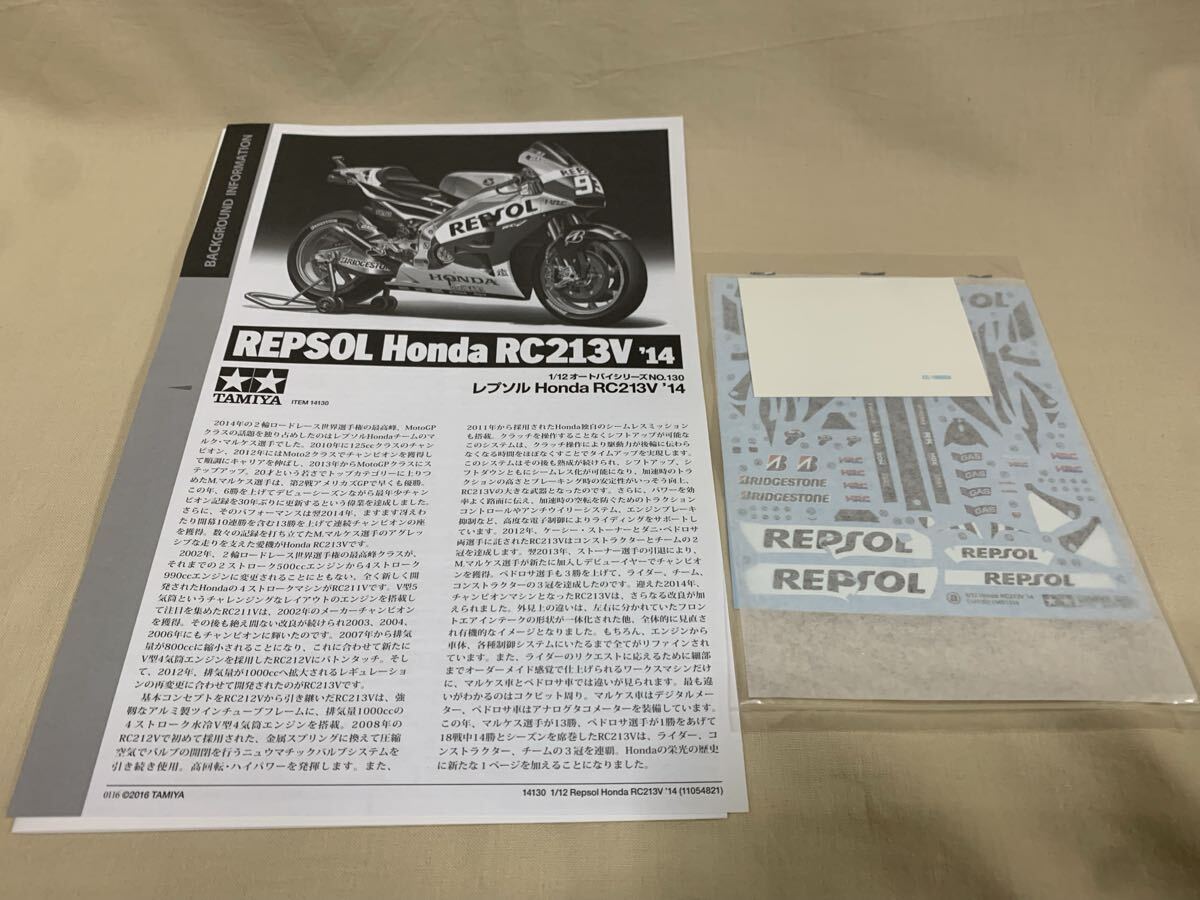 BACKGROUND INFORMATION
REPSOL
HONDA
BRIDGESTONE
REPSOL Honda RC213V '14
1/12 オートバイシリーズNO.130
レプソル Honda RC213V '14
TAMIYA
ITEM 14130
2014年の2輪ロードレース世界選手権の最高峰、MotoGP
クラスの話題を独り占めしたのはレプソルHondaチームのマ
ルク・マルケス選手でした。2010年に125ccクラスのチャン
ピオン、2012年にはMoto2クラスでチャンピオンを獲得し
て順調にキャリアを伸ばし、2013年からMotoGPクラスにス
テップアップ。20才という若さでトップカテゴリーに上りつ
めたM.マルケス選手は、第2戦アメリカズGPで早くも優勝。
この年、6勝を上げてデビューシーズンながら最年少チャン
ピオン記録を30年ぶりに更新するという偉業を達成しました。
さらに、そのパフォーマンスは翌2014年、ますます冴えわ
たり開幕10連勝を含む13勝を上げて連続チャンピオンの座
を獲得。数々の記録を打ち立てたM.マルケス選手のアグレッ
シブな走りを支えた愛機がHonda RC213Vです。
2002年、2輪ロードレース世界選手権の最高峰クラスが、
それまでの2ストローク500ccエンジンから4ストローク
990ccエンジンに変更されることにともない、全く新しく開
発されたHondaの4ストロークマシンがRC211Vです。V型5
気筒というチャレンジングなレイアウトのエンジンを搭載し
て注目を集めたRC211Vは、2002年のメーカーチャンピオン
を獲得。その後も絶え間ない改良が続けられ2003、2004、
2006年にもチャンピオンに輝いたのです。2007年から排気
量が800ccに縮小されることになり、これに合わせて新たに
V型4気筒エンジンを採用したRC212Vにバトンタッチ。そし
て、2012年、排気量が1000ccへ拡大されるレギュレーショ
ンの再変更に合わせて開発されたのがRC213Vです。
基本コンセプトをRC212Vから引き継いだRC213Vは、強
靱なアルミ製ツインチューブフレームに、排気量1000ccの
4ストローク水冷V型4気筒エンジンを搭載。2008年の
RC212Vで初めて採用された、金属スプリングに換えて圧縮
空気でバルブの開閉を行うニュウマチックバルブシステムを
引き続き使用。高回転・ハイパワーを発揮します。また、
2011年から採用されたHonda独自のシームレスミッション
も搭載。クラッチを操作することなくシフトアップが可能な
このシステムは、クラッチ操作により駆動力が後輪に伝わら
なくなる時間をほぼなくすことでタイムアップを実現します。
このシステムはその後も熟成が続けられ、シフトアップ、シ
フトダウンともにシームレス化が可能になり、加速時のトラク
ションの高さとブレーキング時の安定性がいっそう向上、
RC213Vの大きな武器となったのです。さらに、パワーを効
率よく路面に伝え、加速時の空転を防ぐためのトラクション
コントロールやアンチウイリーシステム、エンジンブレーキ
抑制など、高度な電子制御によりライディングをサポートし
ています。2012年、ケーシー・ストーナーとダニ・ペドロサ
両選手に託されたRC213Vはコンストラクターとチームの2
冠を達成します。翌2013年、ストーナー選手の引退により、
M.マルケス選手が新たに加入しデビューイヤーでチャンピオ
ンを獲得。ペドロサ選手も3勝を上げて、ライダー、チーム、
コンストラクターの3冠を達成したのです。迎えた2014年、
チャンピオンマシンとなったRC213Vは、さらなる改良が加
えられました。外見上の違いは、左右に分かれていたフロン
トエアインテークの形状が一体化された他、全体的に見直さ
れ有機的なイメージとなりました。もちろん、エンジンから
車体、各種制御システムにいたるまで全てがリファインされ
ています。また、ライダーのリクエストに応えるために細部
までオーダーメイド感覚で仕上げられるワークスマシンだけ
に、マルケス車とペドロサ車では違いが見られます。最も違
いがわかるのはコクピット周り。マルケス車はデジタルメー
ター、ペドロサ車はアナログタコメーターを装備しています。
この年、マルケス選手が13勝、ペドロサ選手が1勝をあげて
18戦中14勝とシーズンを席巻したRC213Vは、ライダー、コ
ンストラクター、チームの3冠を連覇。Hondaの栄光の歴史
に新たな1ページを加えることになりました。
0116 ©2016 TAMIYA
14130 1/12 Repsol Honda RC213V '14 (11054821)
SOL
HRC
GAS
BRIDGESTONE
BRIDGESTONE
REPSOL
REPSOL
REPSOL
REPSOL
1/12 Honda RC213V '14